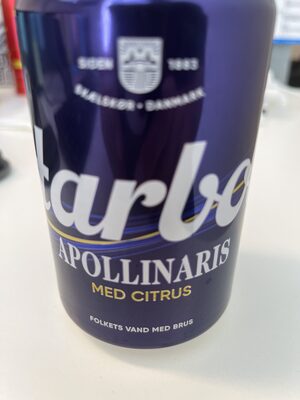 SIDEN 1883
SKÆLSKØR • DANMARK
tarbo
APOLLINARIS
MED CITRUS
FOLKETS VAND MED BRUS